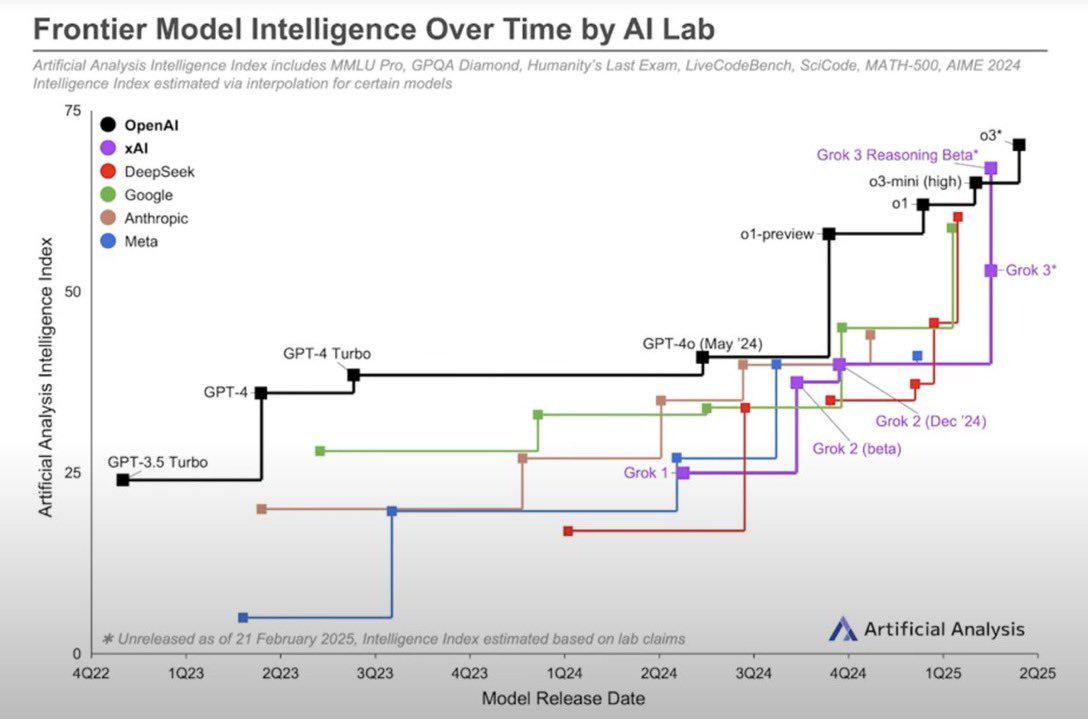 Frontier Model Intelligence Over Time by AI Lab
Artificial Analysis Intelligence Index includes MMLU Pro, GPQA Diamond, Humanity's Last Exam, LiveCodeBench, SciCode, MATH-500, AIME 2024
Intelligence Index estimated via interpolation for certain models
75
OpenAI
xAI
DeepSeek
Google
Anthropic
Meta
o3*
Grok 3 Reasoning Beta*
o3-mini (high)
o1
o1-preview
Artificial Analysis Intelligence Index
50
Grok 3*
GPT-4o (May '24)
GPT-4 Turbo
GPT-4
Grok 2 (Dec '24)
Grok 2 (beta)
GPT-3.5 Turbo
25
Grok 1
Artificial Analysis
✱ Unreleased as of 21 February 2025, Intelligence Index estimated based on lab claims
0
4Q22 1Q23 2Q23 3Q23 4Q23 1Q24 2Q24 3Q24 4Q24 1Q25 2Q25
Model Release Date